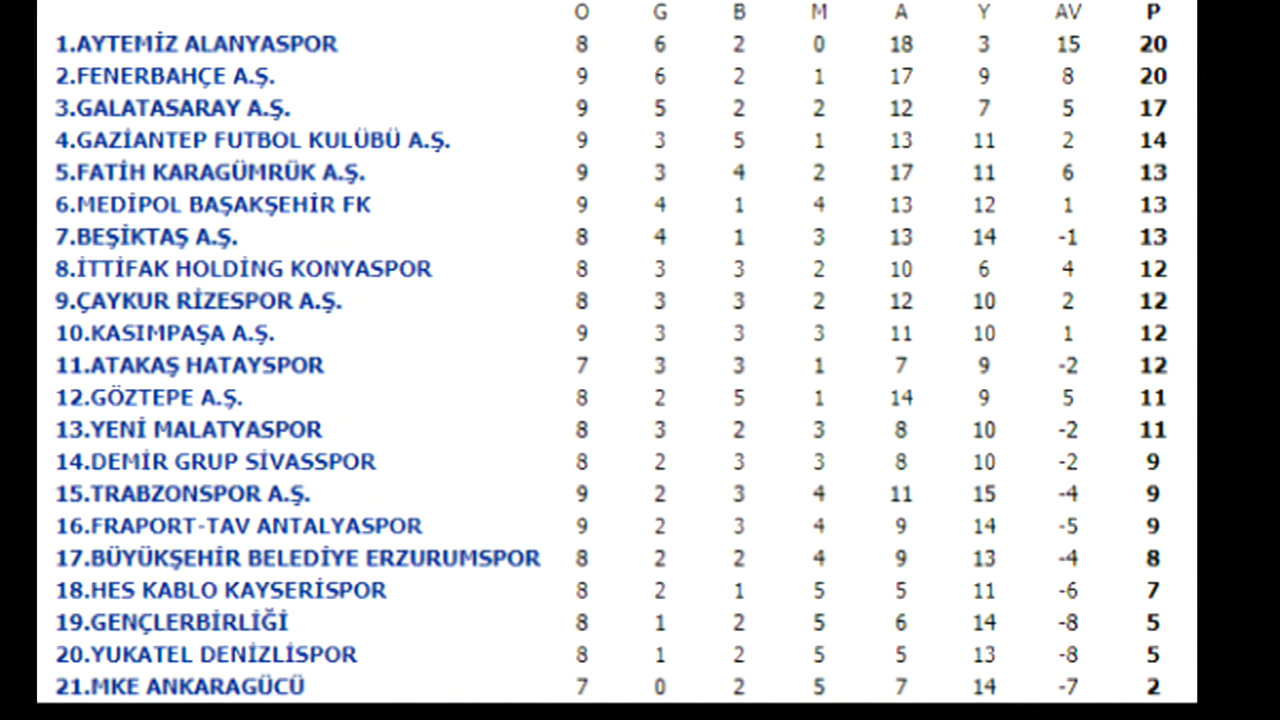 O G B M A Y AV P
1.AYTEMİZ ALANYASPOR 8 6 2 0 18 3 15 20
2.FENERBAHÇE A.Ş. 9 6 2 1 17 9 8 20
3.GALATASARAY A.Ş. 9 5 2 2 12 7 5 17
4.GAZİANTEP FUTBOL KULÜBÜ A.Ş. 9 3 5 1 13 11 2 14
5.FATİH KARAGÜMRÜK A.Ş. 9 3 4 2 17 11 6 13
6.MEDİPOL BAŞAKŞEHİR FK 9 4 1 4 13 12 1 13
7.BEŞİKTAŞ A.Ş. 8 4 1 3 13 14 -1 13
8.İTTİFAK HOLDİNG KONYASPOR 8 3 3 2 10 6 4 12
9.ÇAYKUR RİZESPOR A.Ş. 8 3 3 2 12 10 2 12
10.KASIMPAŞA A.Ş. 9 3 3 3 11 10 1 12
11.ATAKAŞ HATAYSPOR 7 3 3 1 7 9 -2 12
12.GÖZTEPE A.Ş. 8 2 5 1 14 9 5 11
13.YENİ MALATYASPOR 8 3 2 3 8 10 -2 11
14.DEMİR GRUP SİVASSPOR 8 2 3 3 8 10 -2 9
15.TRABZONSPOR A.Ş. 9 2 3 4 11 15 -4 9
16.FRAPORT-TAV ANTALYASPOR 9 2 3 4 9 14 -5 9
17.BÜYÜKŞEHİR BELEDİYE ERZURUMSPOR 8 2 2 4 9 13 -4 8
18.HES KABLO KAYSERİSPOR 8 2 1 5 5 11 -6 7
19.GENÇLERBİRLİĞİ 8 1 2 5 6 14 -8 5
20.YUKATEL DENİZLİSPOR 8 1 2 5 5 13 -8 5
21.MKE ANKARAGÜCÜ 7 0 2 5 7 14 -7 2